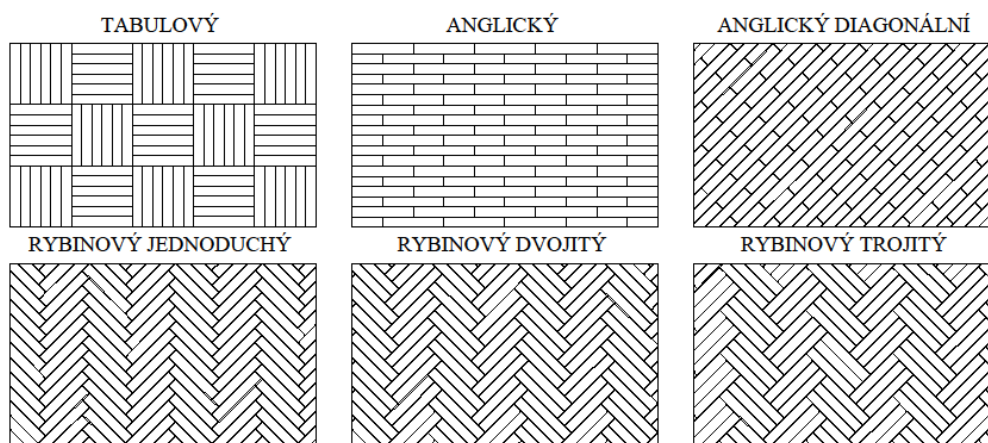 TABULOVÝ
ANGLICKÝ
ANGLICKÝ DIAGONÁLNÍ
RYBINOVÝ JEDNODUCHÝ
RYBINOVÝ DVOJITÝ
RYBINOVÝ TROJITÝ